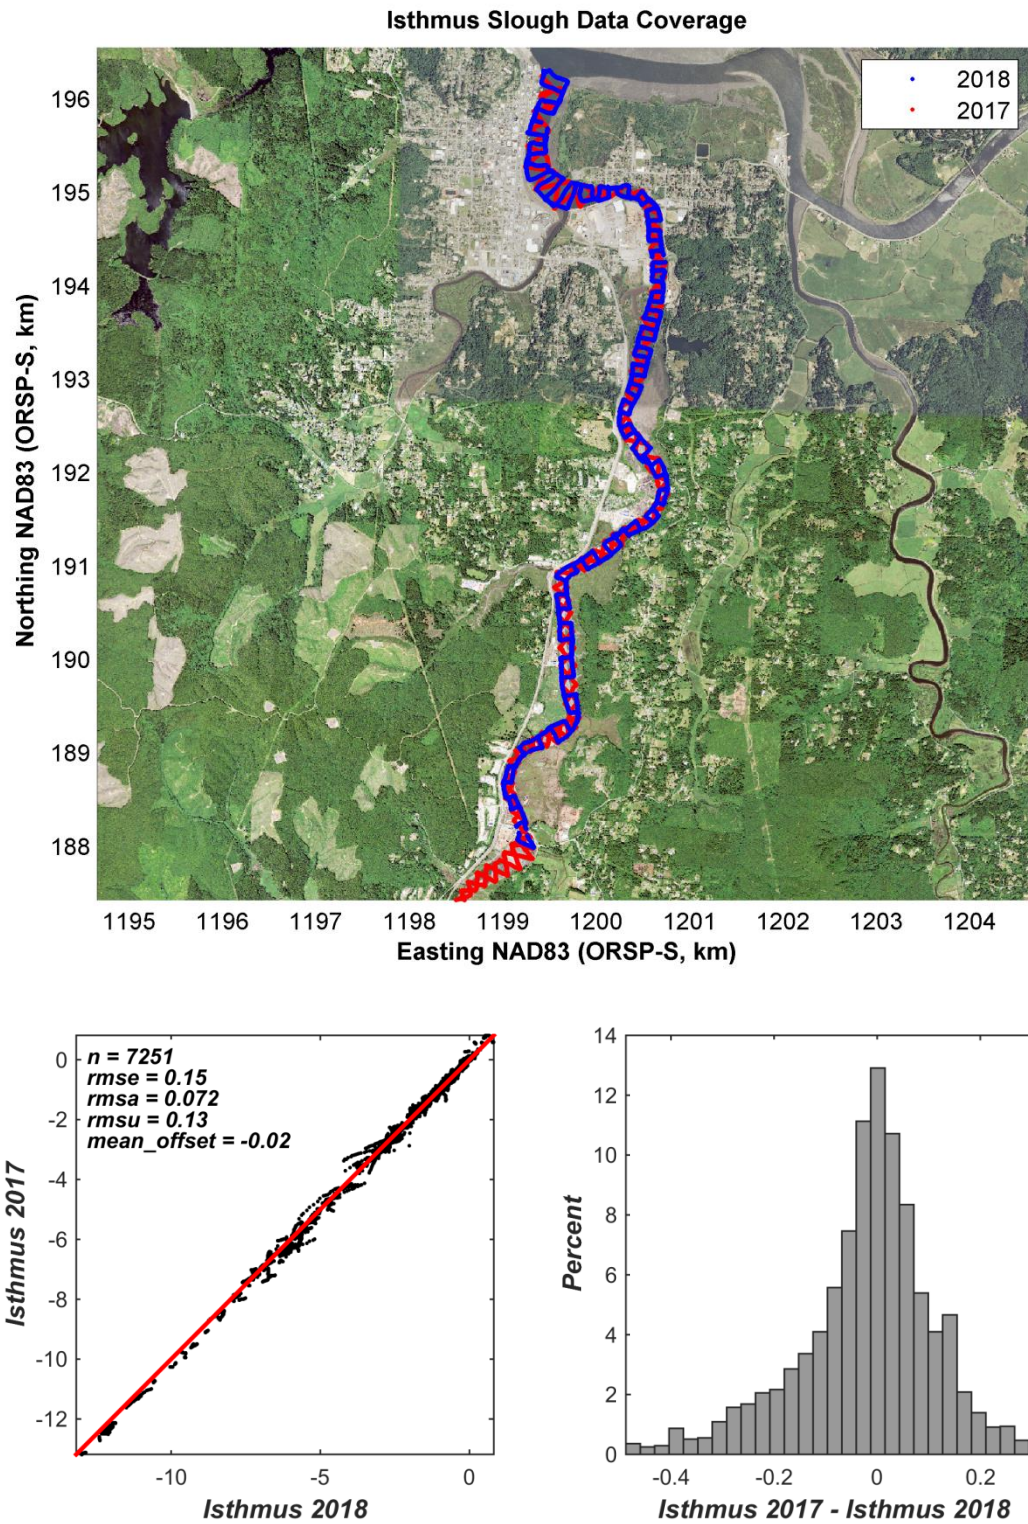 Isthmus Slough Data Coverage
2018
2017
196
195
194
193
192
191
190
189
188
Northing NAD83 (ORSP-S, km)
1195 1196 1197 1198 1199 1200 1201 1202 1203 1204
Easting NAD83 (ORSP-S, km)
n = 7251
rmse = 0.15
rmsa = 0.072
rmsu = 0.13
mean_offset = -0.02
0
-2
-4
-6
-8
-10
-12
Isthmus 2017
-10 -5 0
Isthmus 2018
14
12
10
8
6
4
2
0
Percent
-0.4 -0.2 0 0.2
Isthmus 2017 - Isthmus 2018